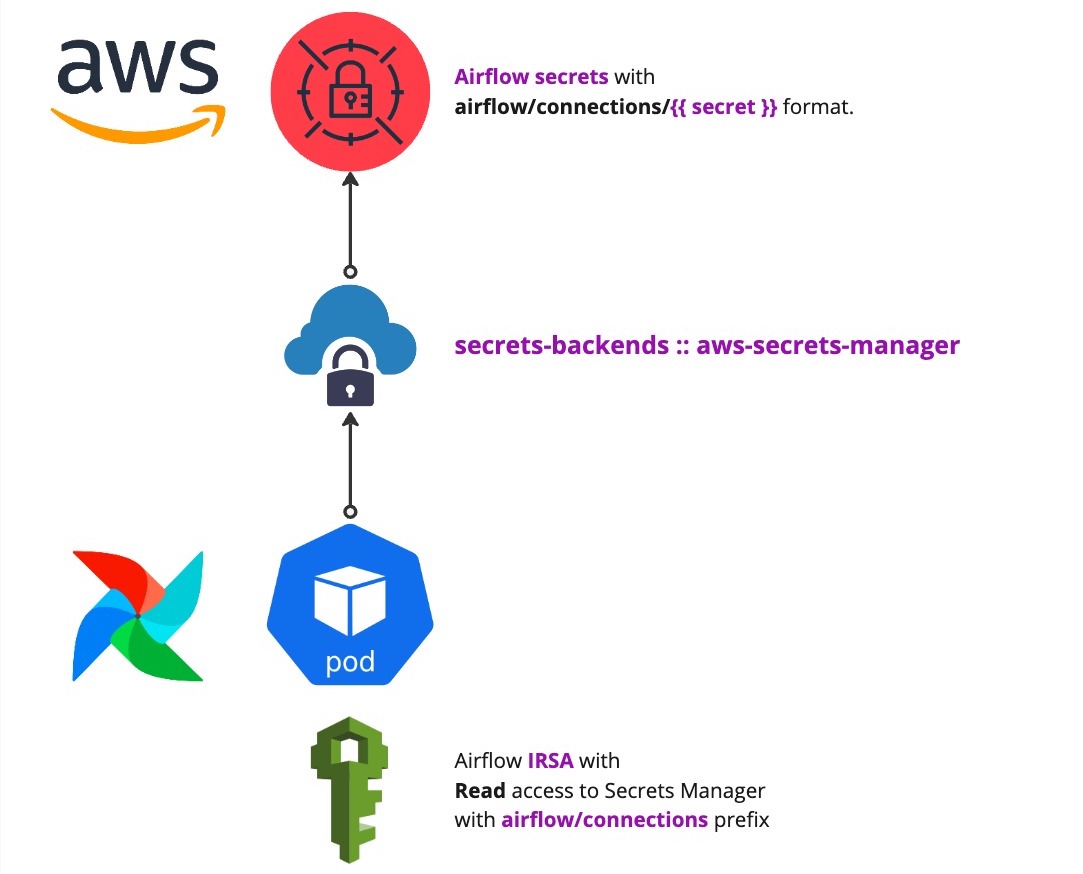 aws
Airflow secrets with
airflow/connections/{{ secret }} format.
secrets-backends :: aws-secrets-manager
pod
Airflow IRSA with
Read access to Secrets Manager
with airflow/connections prefix